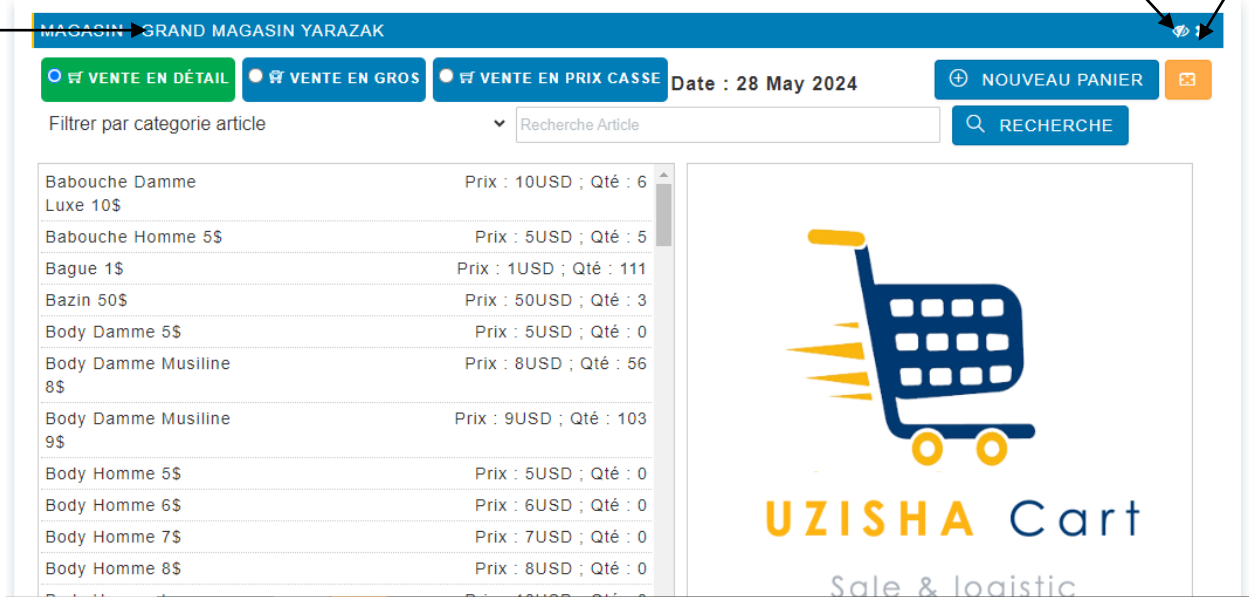 MAGASIN GRAND MAGASIN YARAZAK
VENTE EN DÉTAIL VENTE EN GROS VENTE EN PRIX CASSE Date : 28 May 2024 NOUVEAU PANIER
Filtrer par categorie article Recherche Article RECHERCHE
Babouche Damme Prix : 10USD ; Qté : 6
Luxe 10$
Babouche Homme 5$ Prix : 5USD ; Qté : 5
Bague 1$ Prix : 1USD ; Qté : 111
Bazin 50$ Prix : 50USD ; Qté : 3
Body Damme 5$ Prix : 5USD ; Qté : 0
Body Damme Musiline Prix : 8USD ; Qté : 56
8$
Body Damme Musiline Prix : 9USD ; Qté : 103
9$
Body Homme 5$ Prix : 5USD ; Qté : 0
Body Homme 6$ Prix : 6USD ; Qté : 0
Body Homme 7$ Prix : 7USD ; Qté : 0
Body Homme 8$ Prix : 8USD ; Qté : 0
UZISHA Cart
Sale & logistic